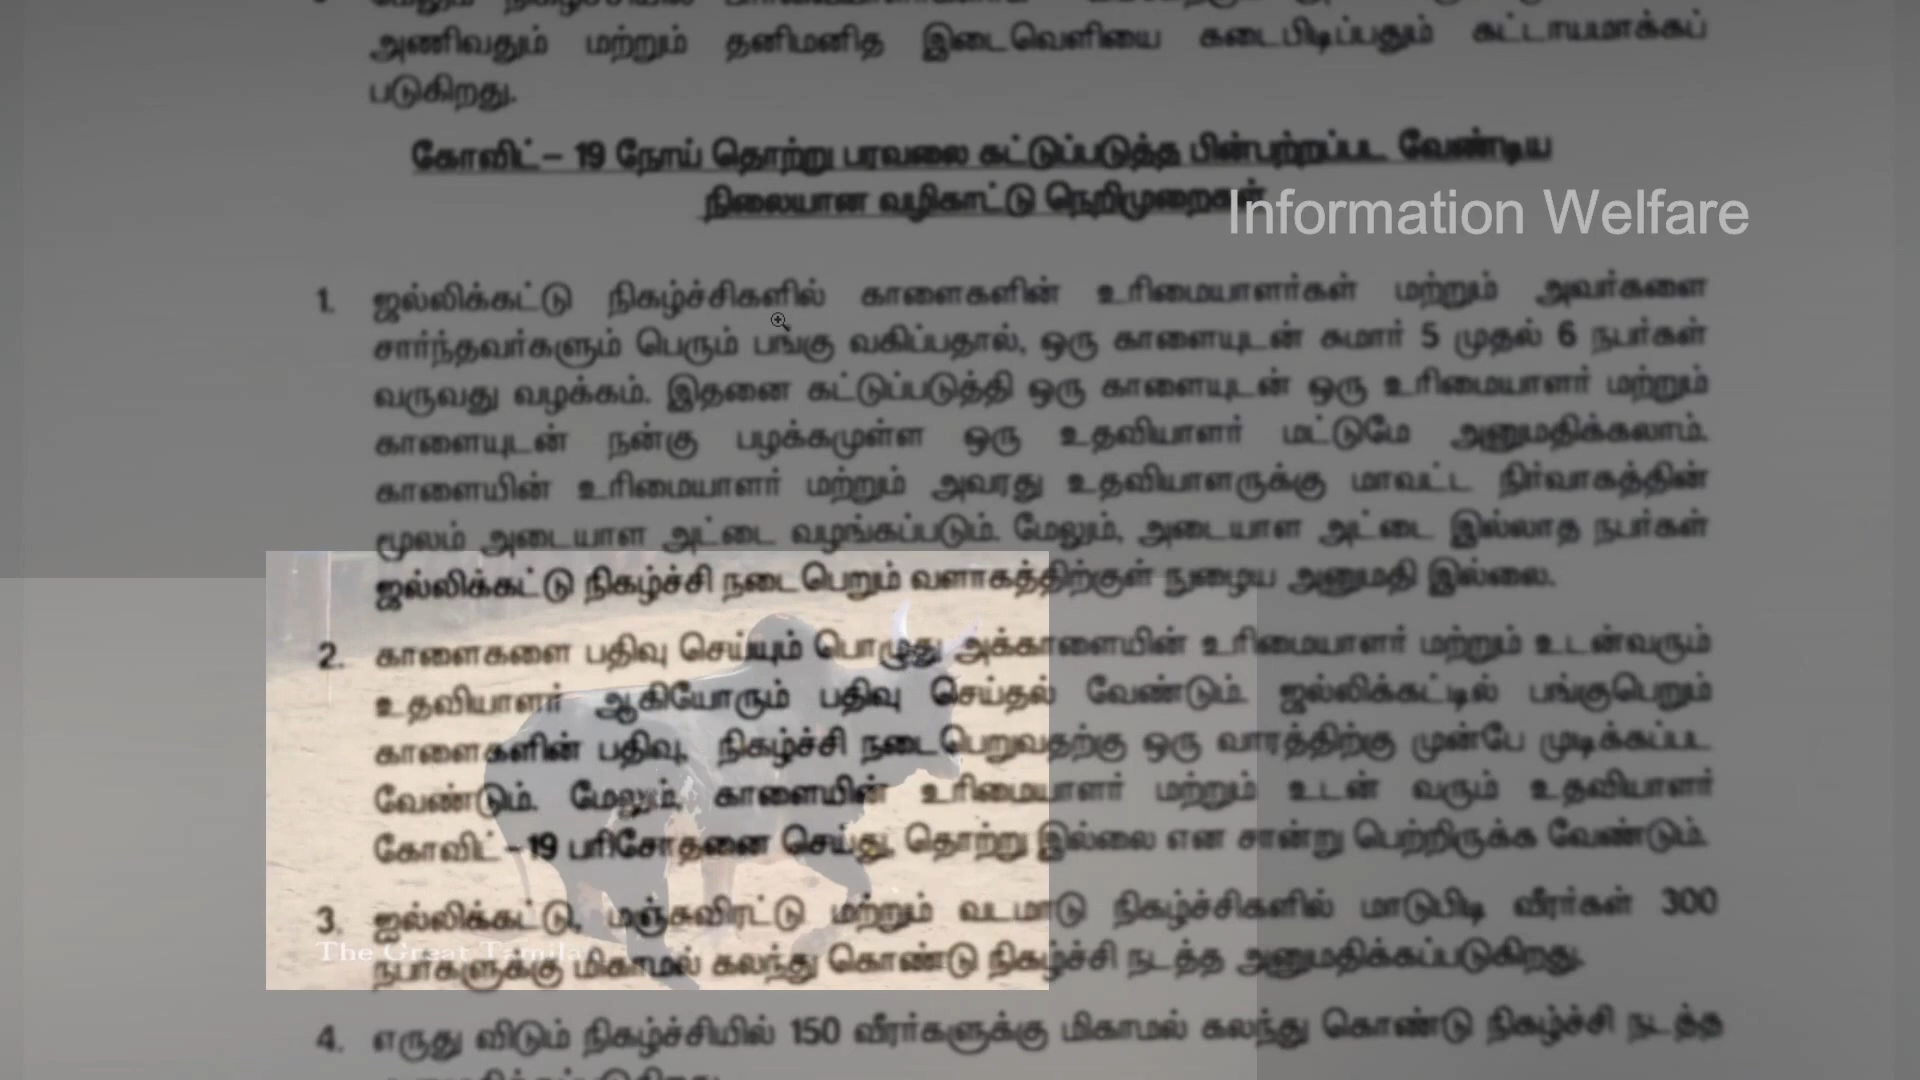 அணிவதும் மற்றும் தனிமனித இடைவெளியை கடைபிடிப்பதும் கட்டாயமாக்கப்
படுகிறது.
கோவிட் – 19 நோய் தொற்று பரவலை கட்டுப்படுத்த பின்பற்றப்பட வேண்டிய
நிலையான வழிகாட்டு நெறிமுறைகள்
Information Welfare
1. ஜல்லிக்கட்டு நிகழ்ச்சிகளில் காளைகளின் உரிமையாளர்கள் மற்றும் அவர்களை
சார்ந்தவர்களும் பெரும் பங்கு வகிப்பதால், ஒரு காளையுடன் சுமார் 5 முதல் 6 நபர்கள்
வருவது வழக்கம். இதனை கட்டுப்படுத்தி ஒரு காளையுடன் ஒரு உரிமையாளர் மற்றும்
காளையுடன் நன்கு பழக்கமுள்ள ஒரு உதவியாளர் மட்டுமே அனுமதிக்கலாம்.
காளையின் உரிமையாளர் மற்றும் அவரது உதவியாளருக்கு மாவட்ட நிர்வாகத்தின்
மூலம் அடையாள அட்டை வழங்கப்படும். மேலும், அடையாள அட்டை இல்லாத நபர்கள்
ஜல்லிக்கட்டு நிகழ்ச்சி நடைபெறும் வளாகத்திற்குள் நுழைய அனுமதி இல்லை.
2. காளைகளை பதிவு செய்யும் பொழுது அக்காளையின் உரிமையாளர் மற்றும் உடன்வரும்
உதவியாளர் ஆகியோரும் பதிவு செய்தல் வேண்டும். ஜல்லிக்கட்டில் பங்குபெறும்
காளைகளின் பதிவு, நிகழ்ச்சி நடைபெறுவதற்கு ஒரு வாரத்திற்கு முன்பே முடிக்கப்பட
வேண்டும். மேலும், காளையின் உரிமையாளர் மற்றும் உடன் வரும் உதவியாளர்
கோவிட் –19 பரிசோதனை செய்து, தொற்று இல்லை என சான்று பெற்றிருக்க வேண்டும்.
3. ஐல்லிக்கட்டு, மஞ்சுவிரட்டு மற்றும் வடமாடு நிகழ்ச்சிகளில் மாடுபிடி வீரர்கள் 300
The Great Tamila
நபர்களுக்கு மிகாமல் கலந்து கொண்டு நிகழ்ச்சி நடத்த அனுமதிக்கப்படுகிறது.
4. எருது விடும் நிகழ்ச்சியில் 150 வீரர்களுக்கு மிகாமல் கலந்து கொண்டு நிகழ்ச்சி நடத்த